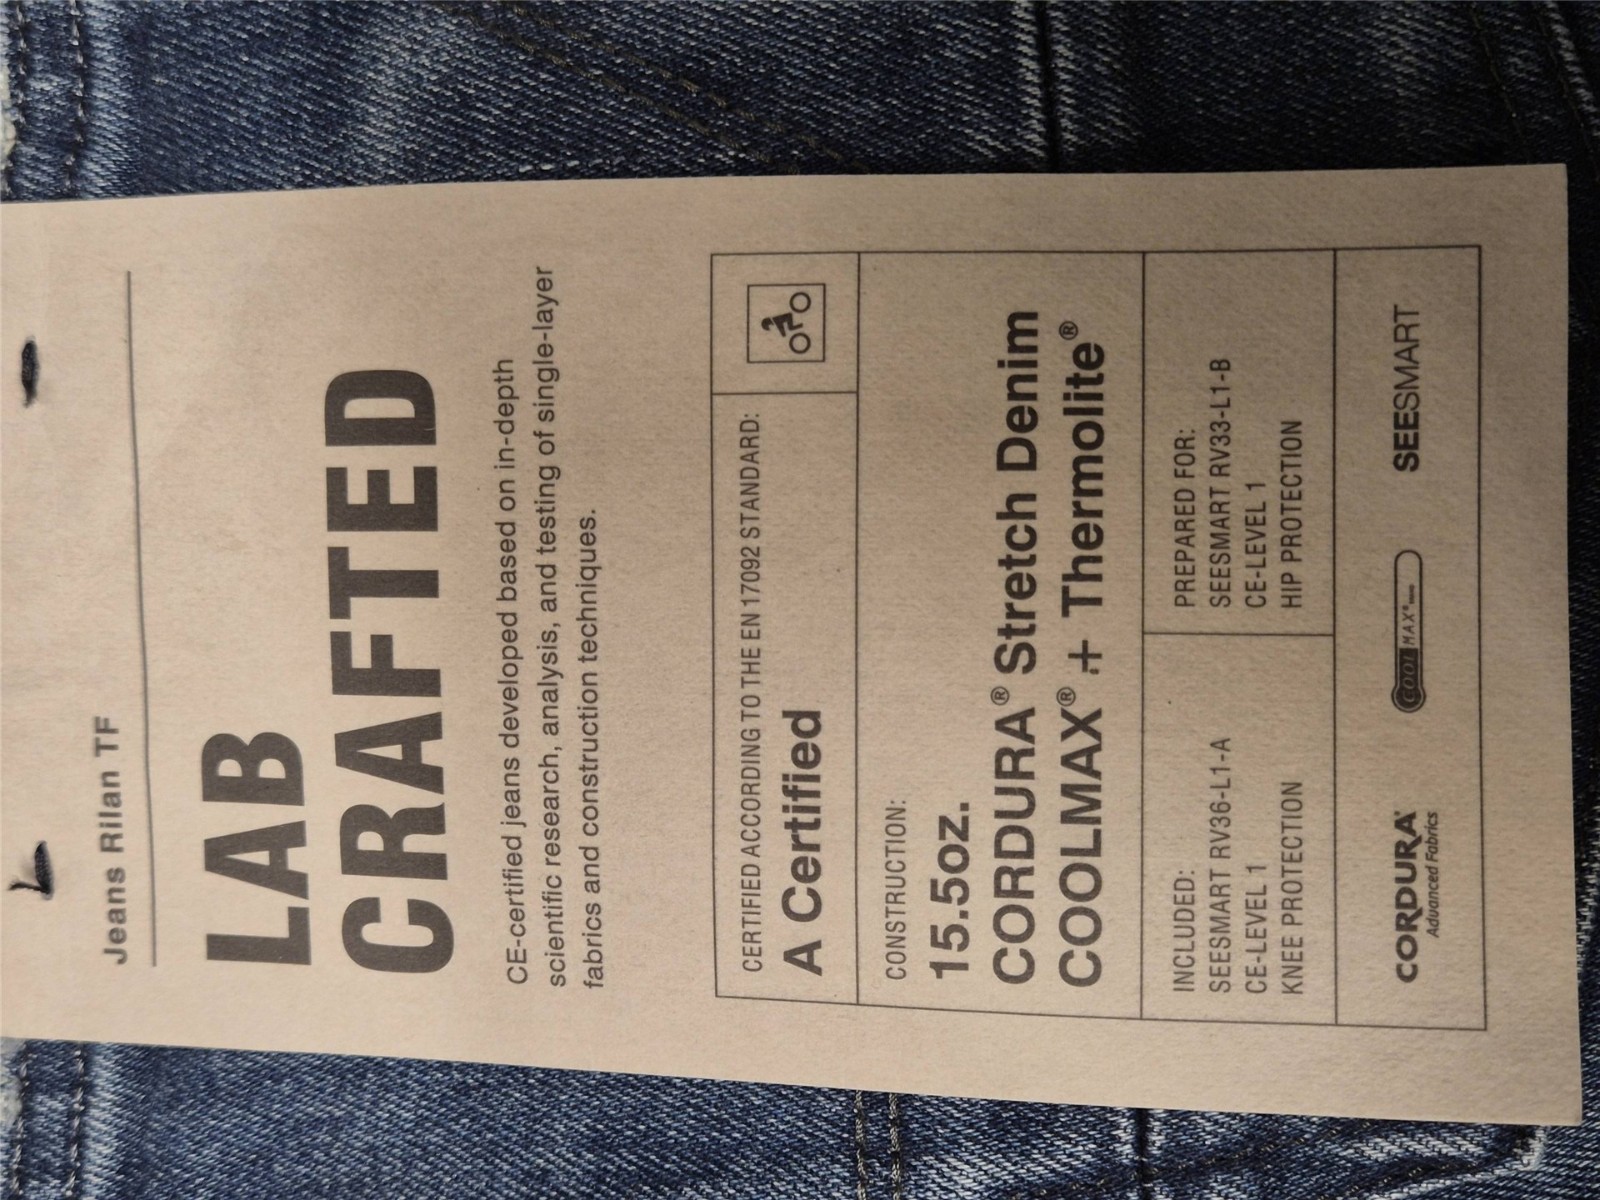 Jeans Rilan TF
LAB
CRAFTED
CE-certified jeans developed based on in-depth
scientific research, analysis, and testing of single-layer
fabrics and construction techniques.
CERTIFIED ACCORDING TO THE EN 17092 STANDARD:
A Certified
CONSTRUCTION:
15.5oz.
CORDURA® Stretch Denim
COOLMAX® + Thermolite®
INCLUDED:
SEESMART RV36-L1-A
CE-LEVEL 1
KNEE PROTECTION
PREPARED FOR:
SEESMART RV33-L1-B
CE-LEVEL 1
HIP PROTECTION
CORDURA®
Advanced Fabrics
COOLMAX®
SEESMART